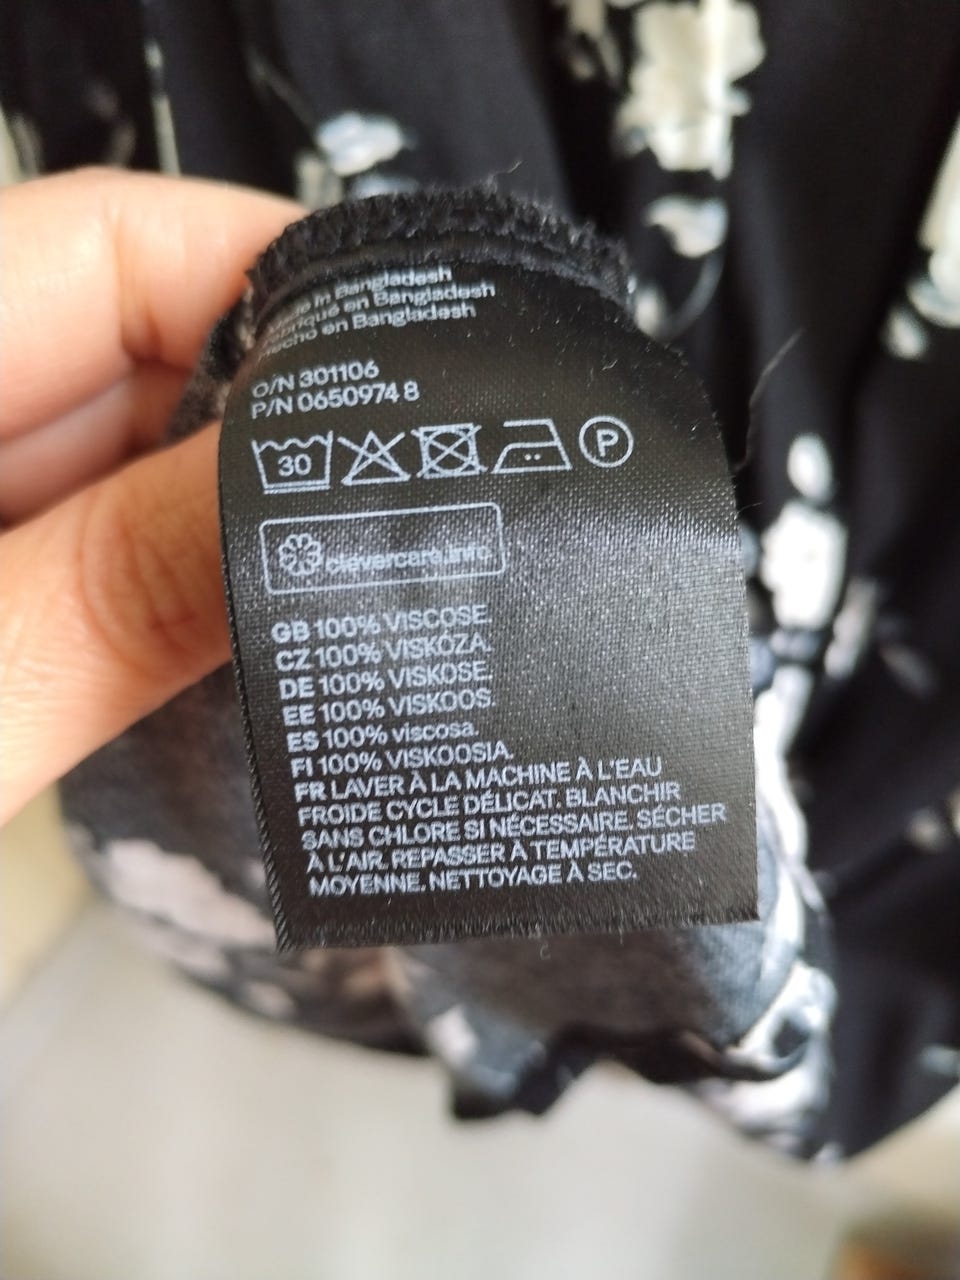 Made in Bangladesh
Fabriqué en Bangladesh
Hecho en Bangladesh
O/N 301106
P/N 0650974 8
30
P
clevercare.info
GB 100% VISCOSE.
CZ 100% VISKÓZA.
DE 100% VISKOSE.
EE 100% VISKOOS.
ES 100% viscosa.
FI 100% VISKOOSIA.
FR LAVER À LA MACHINE À L'EAU
FROIDE CYCLE DÉLICAT. BLANCHIR
SANS CHLORE SI NÉCESSAIRE. SÉCHER
À L'AIR. REPASSER À TEMPÉRATURE
MOYENNE. NETTOYAGE À SEC.